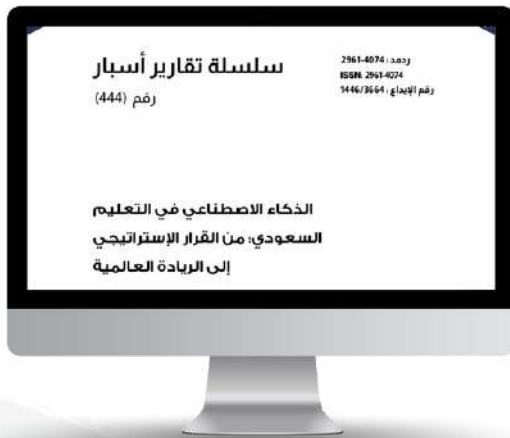 سلسلة تقارير أسبار
رقم (444)
ردمد: 2961-4074
ISSN: 2961-4074
رقم الإيداع: 1446/3664
الذكاء الاصطناعي في التعليم
السعودي: من القرار الإستراتيجي
إلى الريادة العالمية